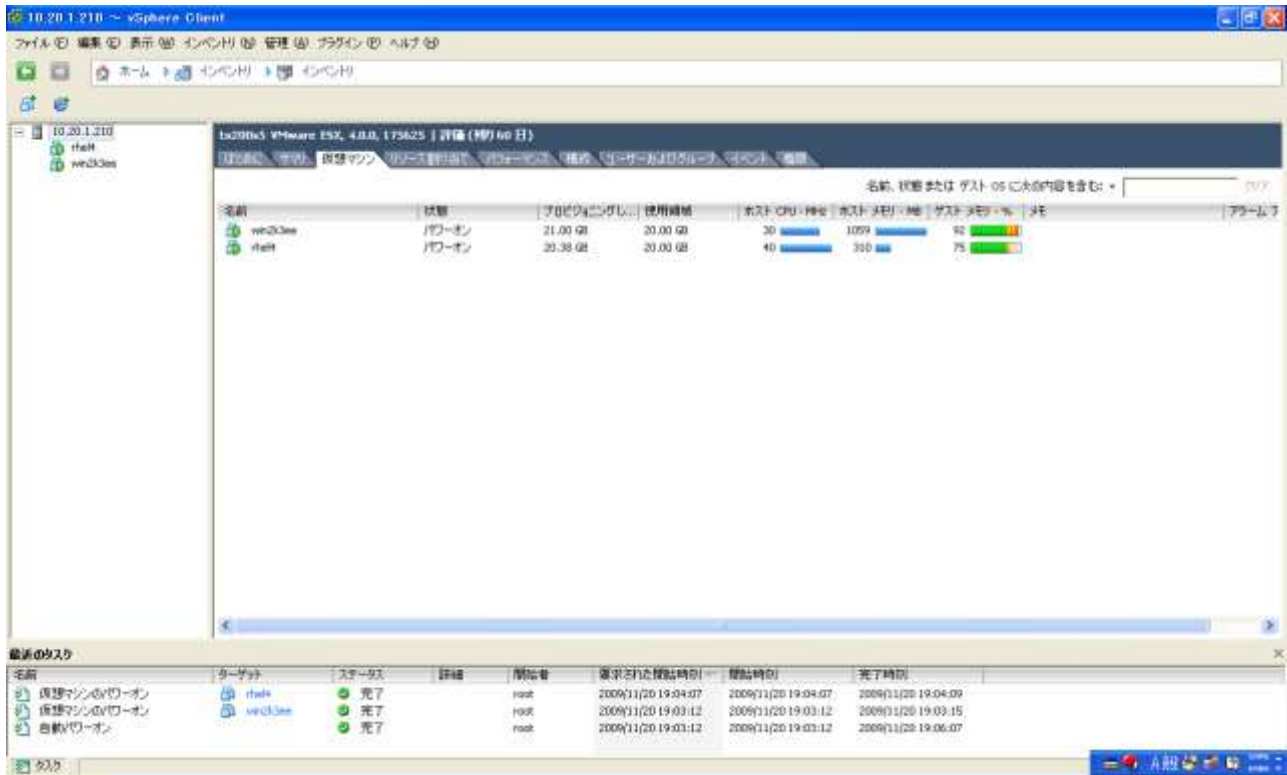 10.20.1.210 ~ vSphere Client
ファイル(F) 編集(E) 表示(W) インベントリ(N) 管理(A) プラグイン(P) ヘルプ(H)
ホーム インベントリ インベントリ
10.20.1.210
rhel4
win2k3ee
tx200s5 VMware ESX, 4.0.0, 175625 | 評価 (残り 60 日)
はじめに サマリ 仮想マシン リソース割り当て パフォーマンス 構成 ユーザーおよびグループ イベント 権限
名前、状態 または ゲスト OS に次の内容を含む: クリア
名前 状態 プロビジョニングし... 使用領域 ホスト CPU - MHz ホスト メモリ - MB ゲスト メモリ - % メモ アラーム
win2k3ee パワーオン 21.00 GB 20.00 GB 30 1059 92
rhel4 パワーオン 20.38 GB 20.00 GB 40 310 75
最近のタスク
名前 ターゲット ステータス 詳細 開始者 要求された開始時刻 開始時刻 完了時刻
仮想マシンのパワーオン rhel4 完了 root 2009/11/20 19:04:07 2009/11/20 19:04:07 2009/11/20 19:04:09
仮想マシンのパワーオン win2k3ee 完了 root 2009/11/20 19:03:12 2009/11/20 19:03:12 2009/11/20 19:03:15
自動パワーオン 完了 root 2009/11/20 19:03:12 2009/11/20 19:03:12 2009/11/20 19:06:07
タスク
A 般